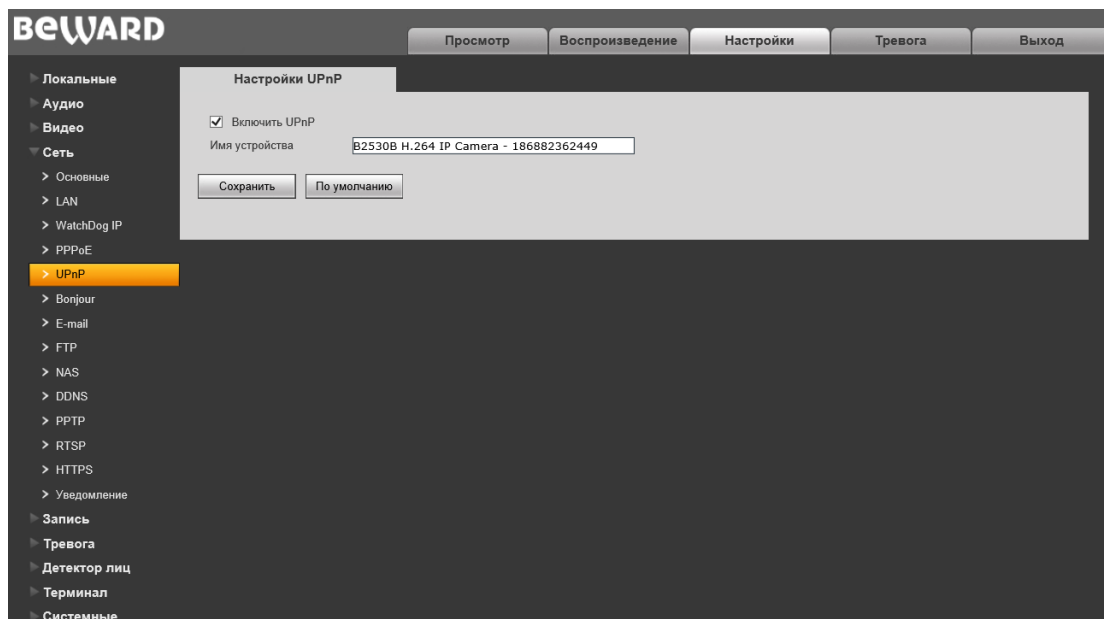 BEWARD
Просмотр
Воспроизведение
Настройки
Тревога
Выход
Локальные
Аудио
Видео
Сеть
Основные
LAN
WatchDog IP
PPPoE
UPnP
Bonjour
E-mail
FTP
NAS
DDNS
PPTP
RTSP
HTTPS
Уведомление
Запись
Тревога
Детектор лиц
Терминал
Системные
Настройки UPnP
Включить UPnP
Имя устройства B2530B H.264 IP Camera - 186882362449
Сохранить По умолчанию